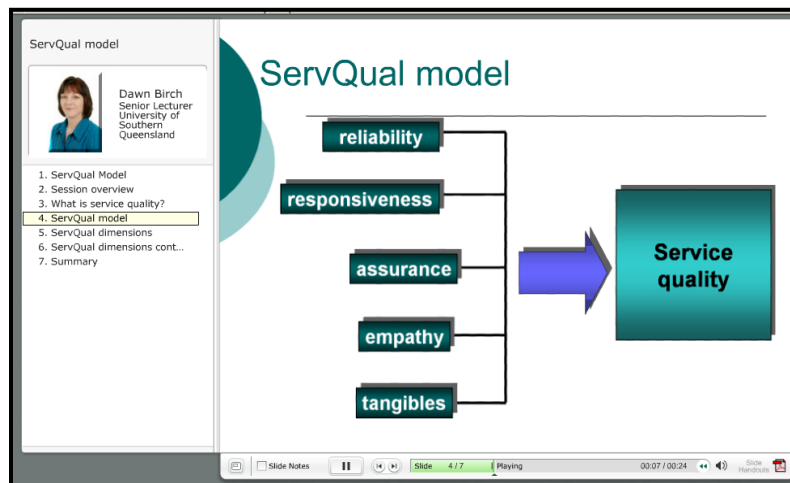 ServQual model
Dawn Birch
Senior Lecturer
University of
Southern
Queensland
1. ServQual Model
2. Session overview
3. What is service quality?
4. ServQual model
5. ServQual dimensions
6. ServQual dimensions cont...
7. Summary
ServQual model
reliability
responsiveness
assurance
empathy
tangibles
Service
quality
Slide Notes
Slide 4 / 7
Playing
00:07 / 00:24
Slide
Handouts